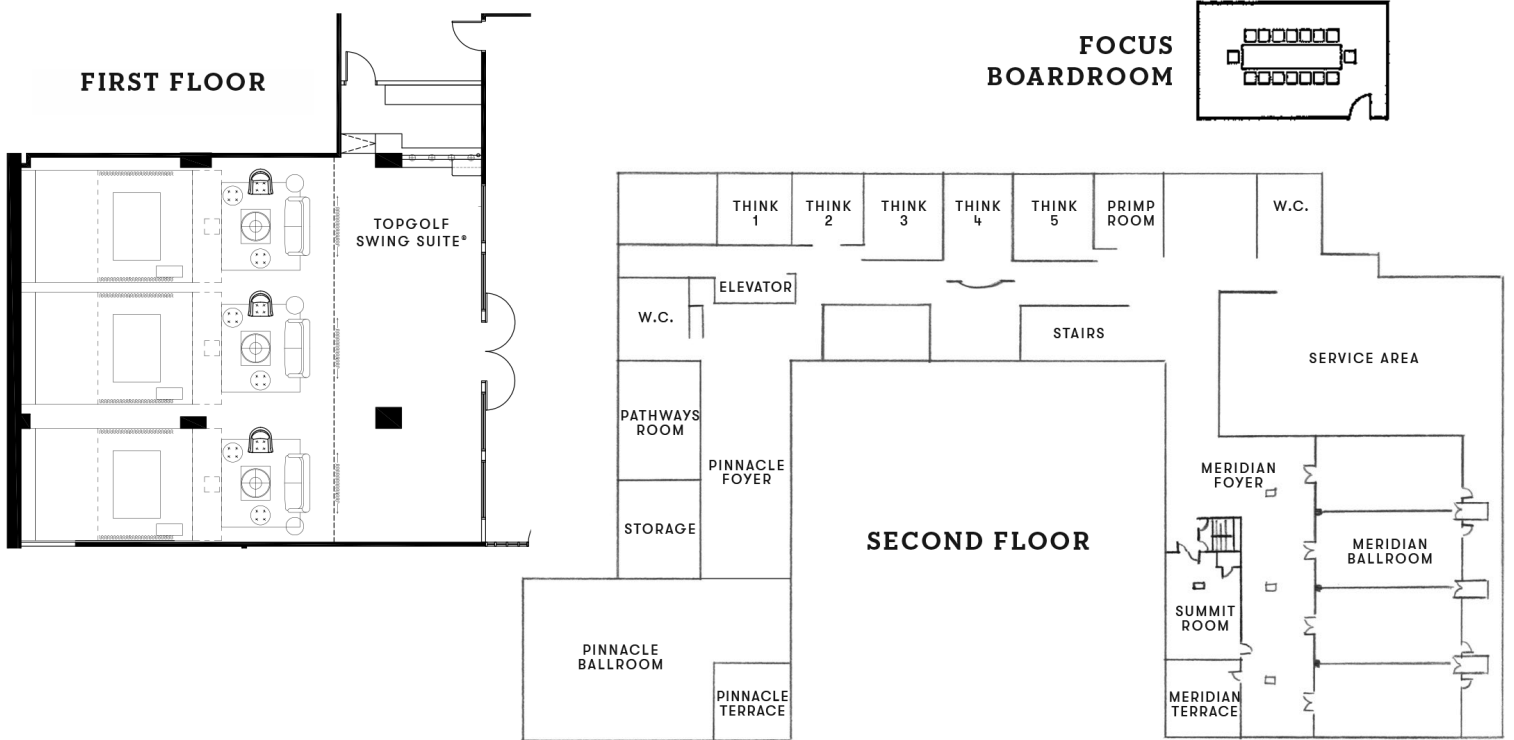 FIRST FLOOR
TOPGOLF
SWING SUITE®
FOCUS
BOARDROOM
THINK
1
THINK
2
THINK
3
THINK
4
THINK
5
PRIMP
ROOM
W.C.
ELEVATOR
W.C.
STAIRS
SERVICE AREA
PATHWAYS
ROOM
PINNACLE
FOYER
MERIDIAN
FOYER
STORAGE
SECOND FLOOR
MERIDIAN
BALLROOM
SUMMIT
ROOM
PINNACLE
BALLROOM
PINNACLE
TERRACE
MERIDIAN
TERRACE